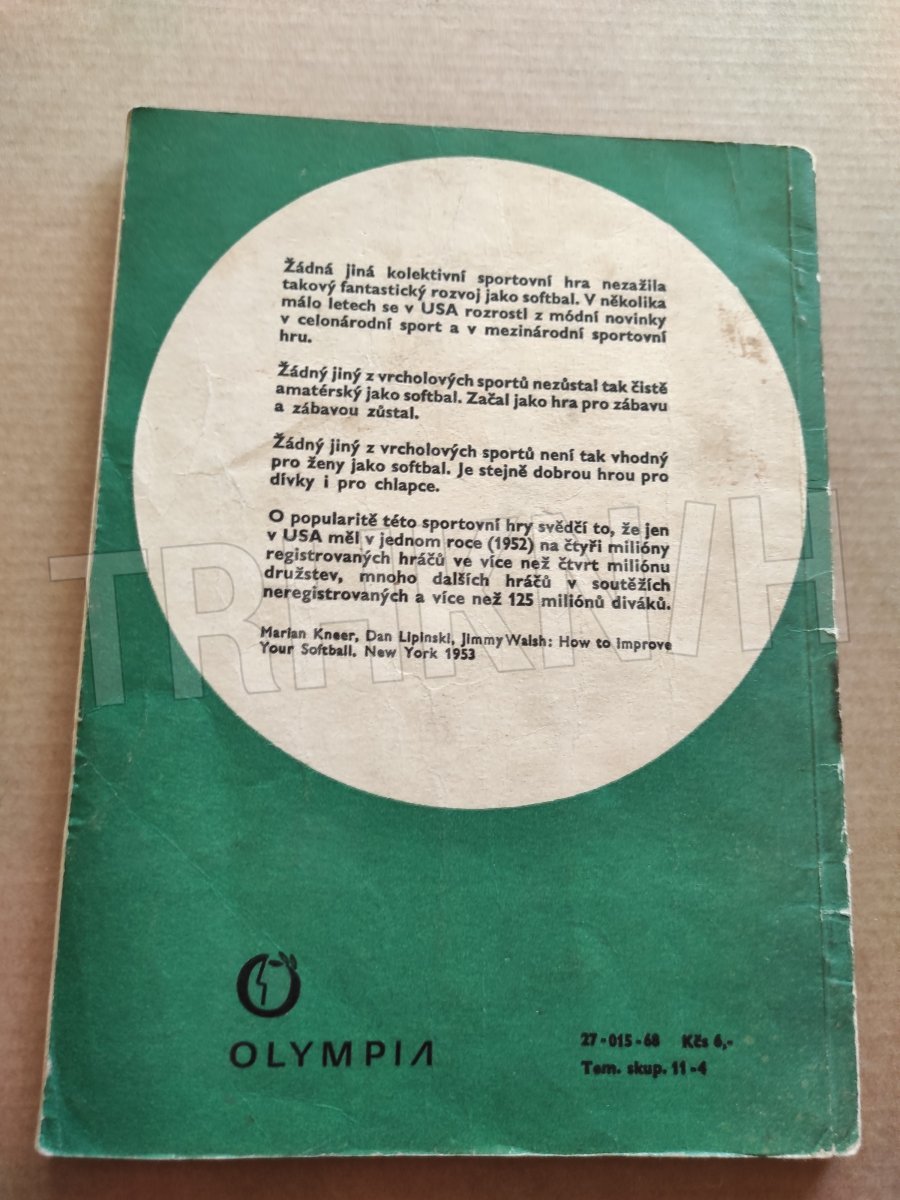 Žádná jiná kolektivní sportovní hra nezažila
takový fantastický rozvoj jako softbal. V několika
málo letech se v USA rozrostl z módní novinky
v celonárodní sport a v mezinárodní sportovní
hru.
Žádný jiný z vrcholových sportů nezůstal tak čistě
amatérský jako softbal. Začal jako hra pro zábavu
a zábavou zůstal.
Žádný jiný z vrcholových sportů není tak vhodný
pro ženy jako softbal. Je stejně dobrou hrou pro
dívky i pro chlapce.
O popularitě této sportovní hry svědčí to, že jen
v USA měl v jednom roce (1952) na čtyři milióny
registrovaných hráčů ve více než čtvrt miliónu
družstev, mnoho dalších hráčů v soutěžích
neregistrovaných a více než 125 miliónů diváků.
Marian Kneer, Dan Lipinski, Jimmy Walsh: How to improve
Your Softball. New York 1953
OLYMPIA
27-015-68 Kčs 6,-
Tem. skup. 11-4